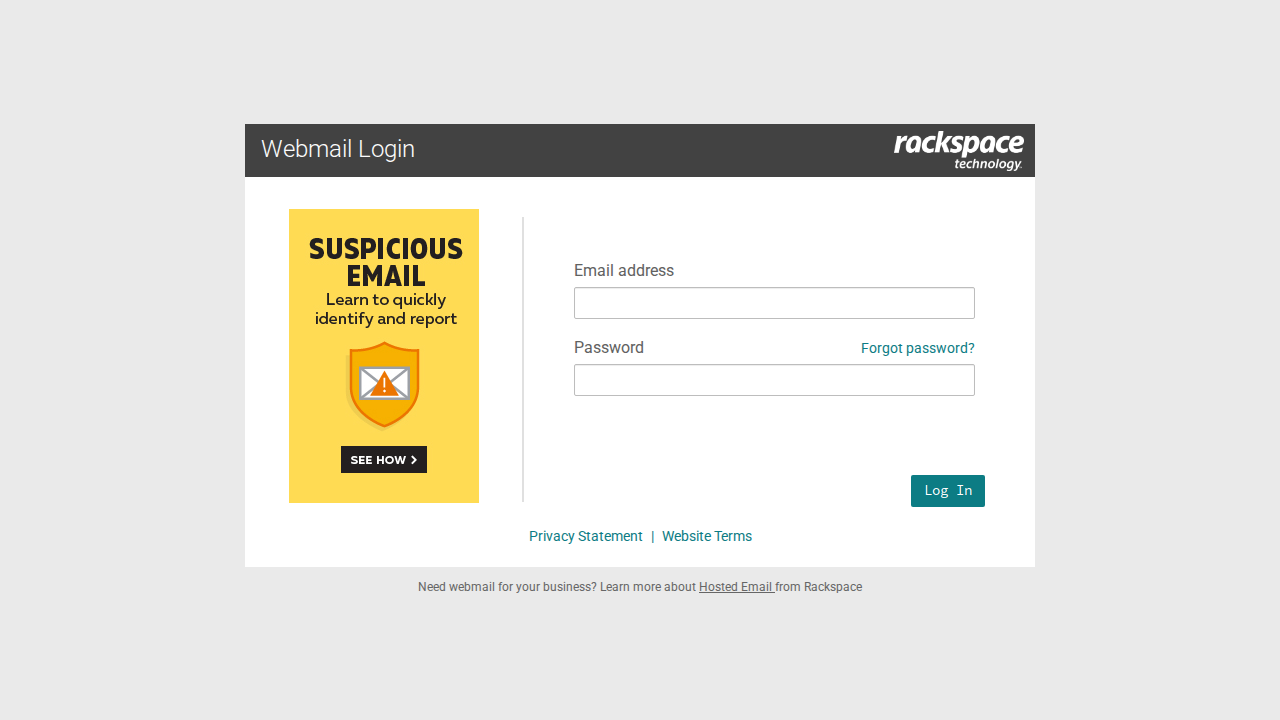 Webmail Login
rackspace
technology.
SUSPICIOUS
EMAIL
Learn to quickly
identify and report
SEE HOW
Email address
Password
Forgot password?
Log In
Privacy Statement | Website Terms
Need webmail for your business? Learn more about Hosted Email from Rackspace